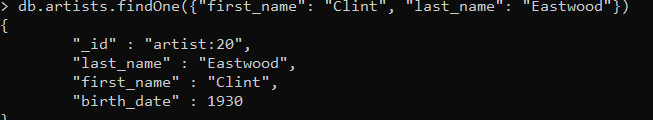 > db.artists.findOne({"first_name": "Clint", "last_name": "Eastwood"})
{
        "_id" : "artist:20",
        "last_name" : "Eastwood",
        "first_name" : "Clint",
        "birth_date" : 1930
}